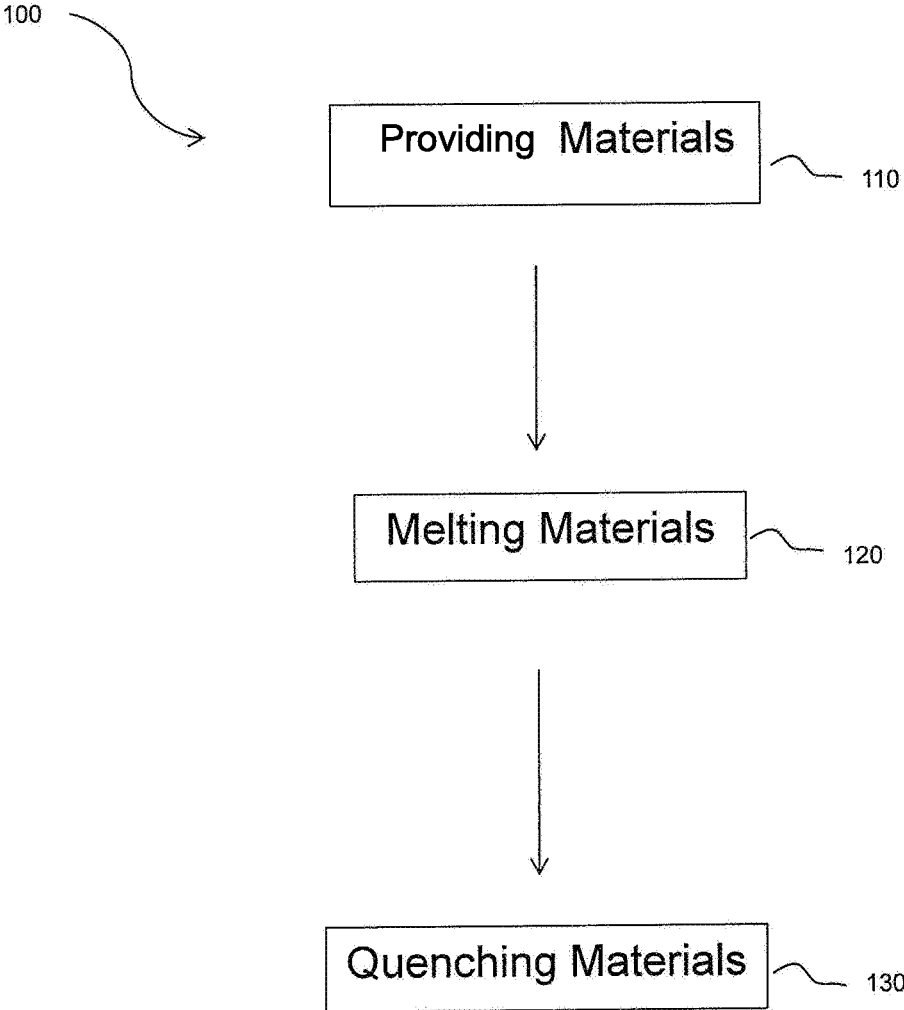 100
Providing Materials
110
Melting Materials
120
Quenching Materials
130